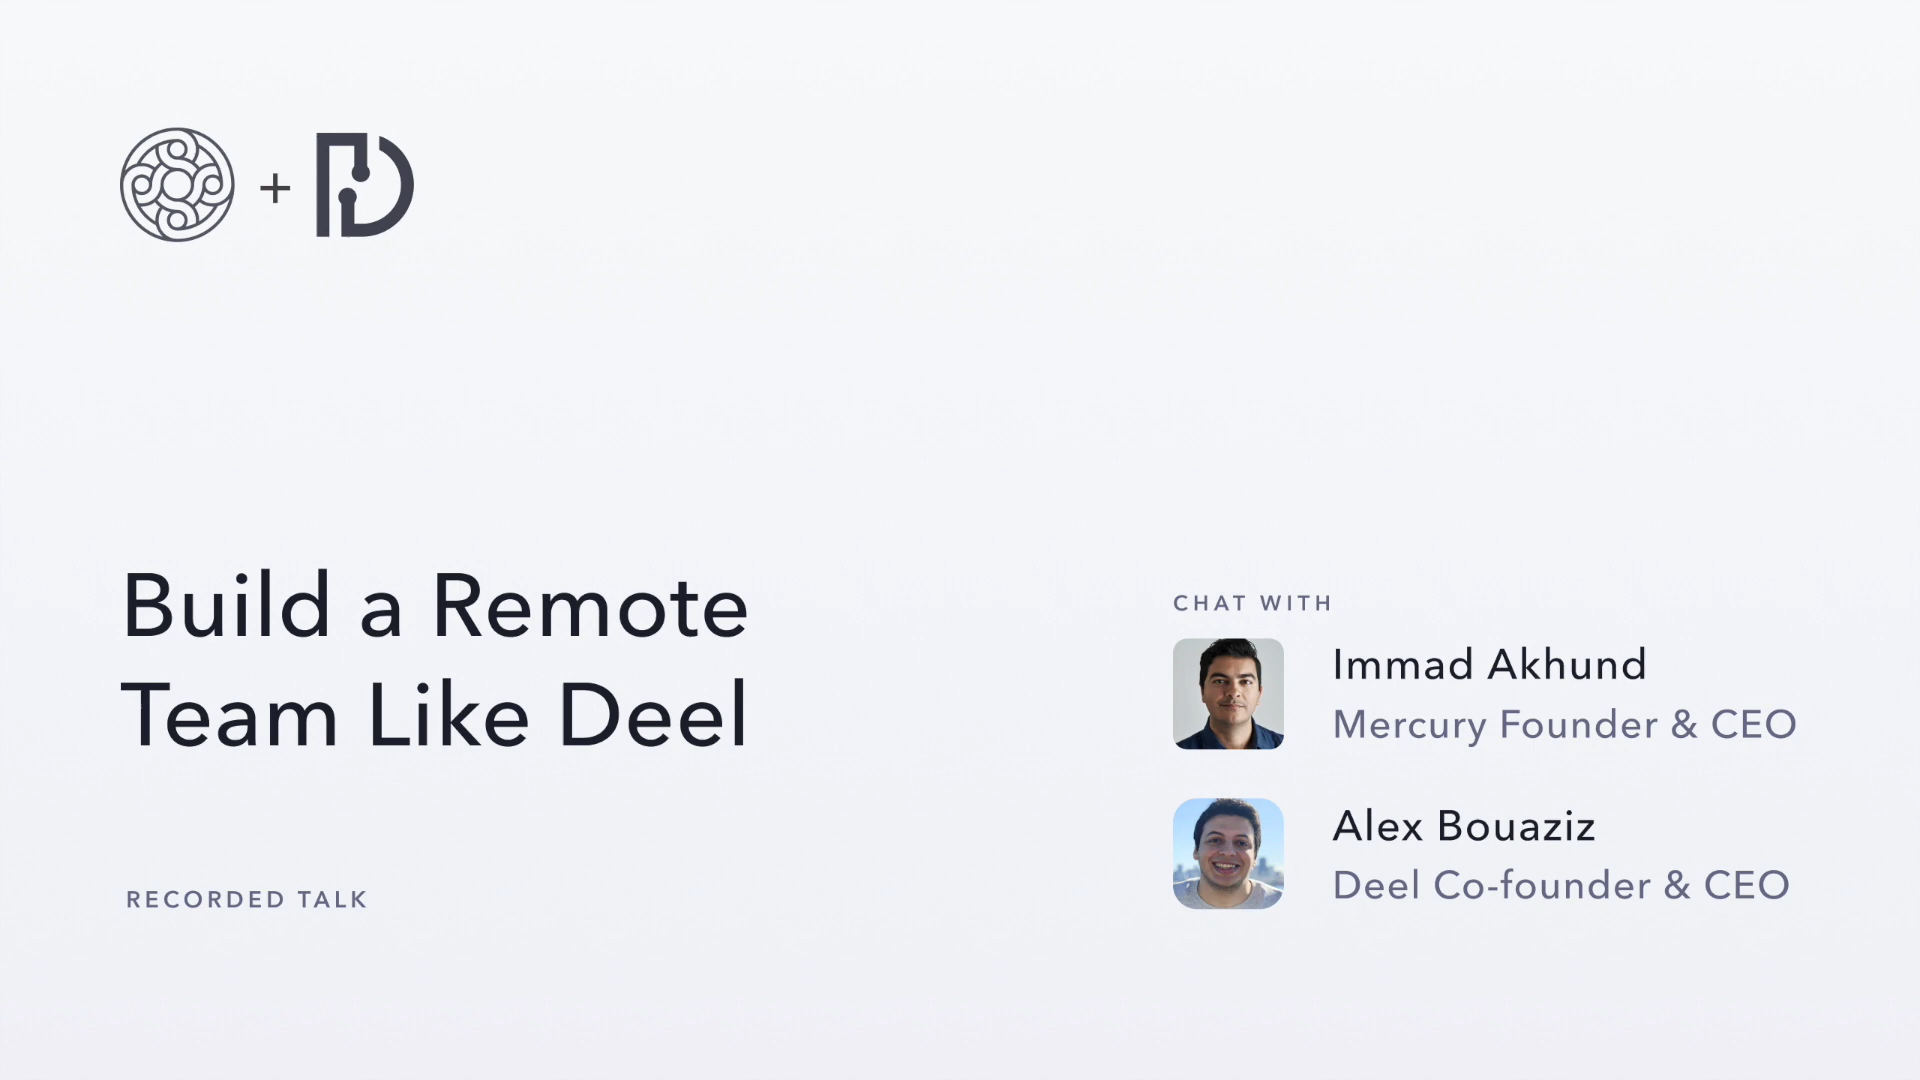 Build a Remote
Team Like Deel
RECORDED TALK
CHAT WITH
Immad Akhund
Mercury Founder & CEO
Alex Bouaziz
Deel Co-founder & CEO